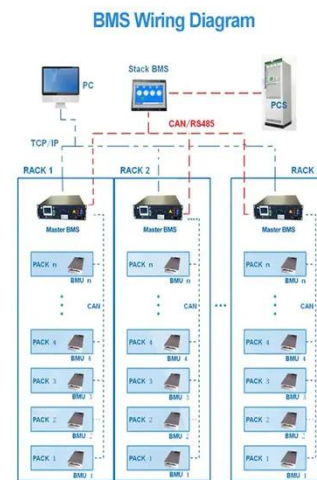 BMS Wiring Diagram
Stack BMS
PC
PCS
CAN/RS485
TCP/IP
RACK 1
RACK 2
RACK
Master BMS
Master BMS
Master BMS
PACK n
BMU n
PACK n
BMU n
PACK n
BMU n
CAN
CAN
CAN
PACK 4
BMU 4
PACK 4
BMU 4
PACK 4
BMU 4
PACK 3
BMU 3
PACK 3
BMU 3
PACK 3
BMU 3
PACK 2
BMU 2
PACK 2
BMU 2
PACK 2
BMU 2
PACK 1
BMU 1
PACK 1
BMU 1
PACK 1
BMU 1